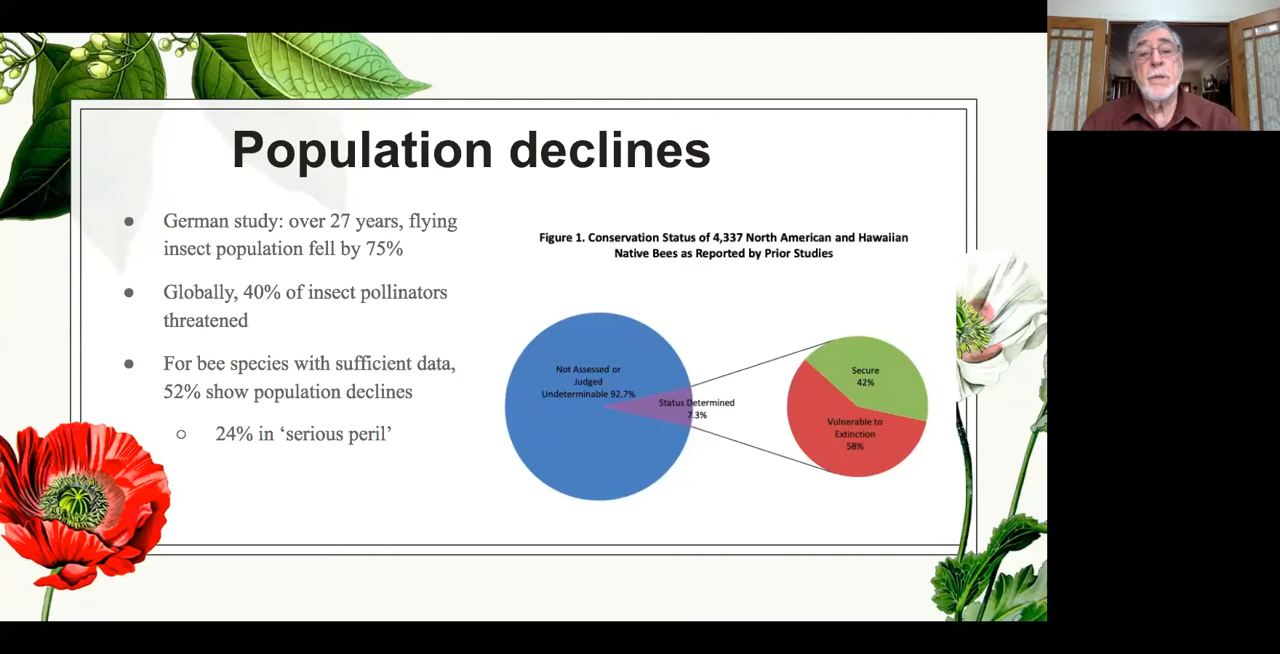 Population declines
German study: over 27 years, flying
insect population fell by 75%
Globally, 40% of insect pollinators
threatened
For bee species with sufficient data,
52% show population declines
24% in ‘serious peril’
Figure 1. Conservation Status of 4,337 North American and Hawaiian
Native Bees as Reported by Prior Studies
Not Assessed or
Judged
Undeterminable 92.7%
Status Determined
7.3%
Secure
42%
Vulnerable to
Extinction
58%